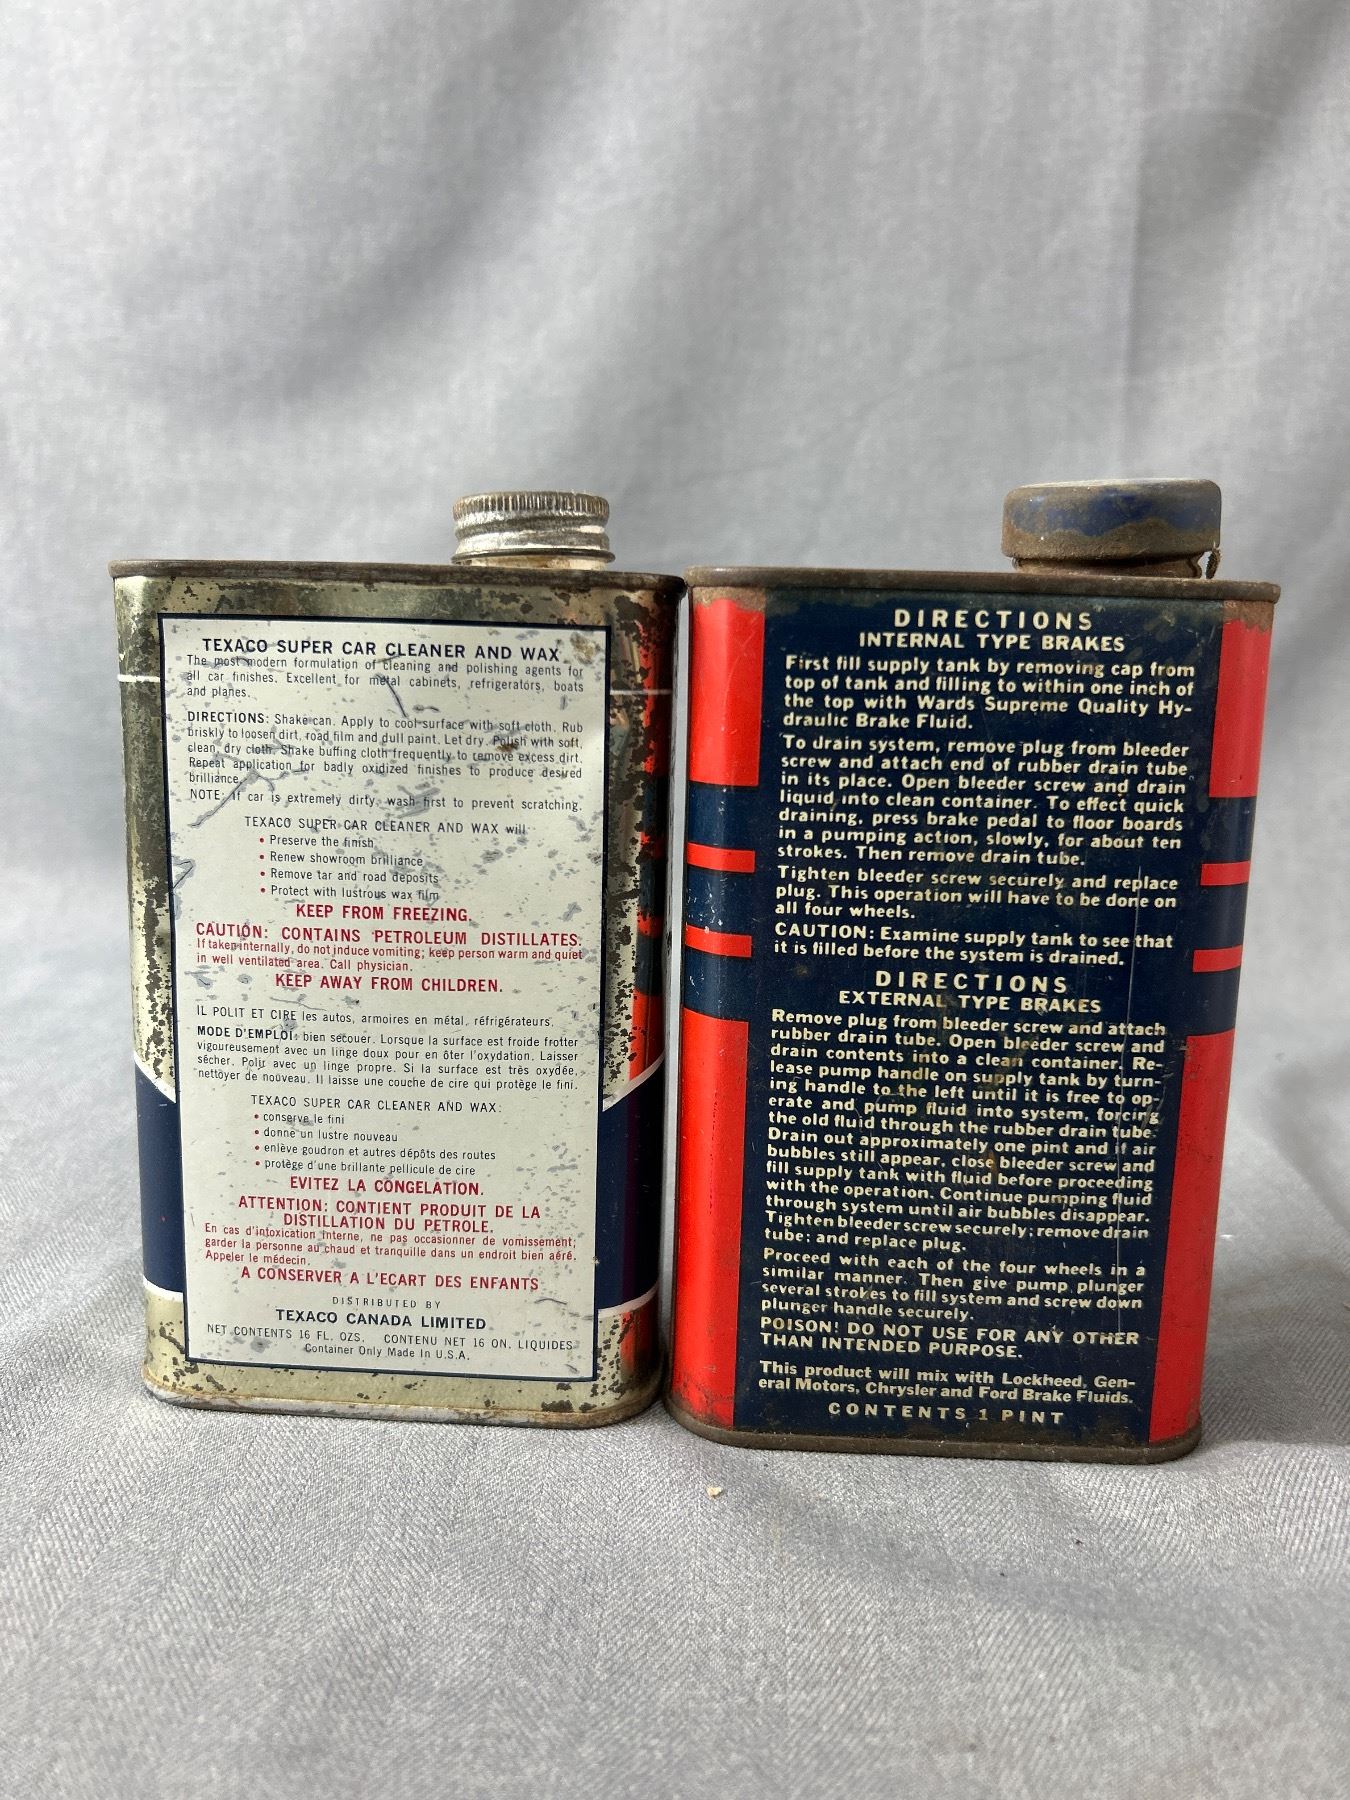 TEXACO SUPER CAR CLEANER AND WAX
The most modern formulation of cleaning and polishing agents for
all car finishes. Excellent for metal cabinets, refrigerators, boats
and planes.
DIRECTIONS: Shake can. Apply to cool surface with soft cloth. Rub
briskly to loosen dirt, road film and dull paint. Let dry. Polish with soft,
clean, dry cloth. Shake buffing cloth frequently to remove excess dirt.
Repeat application for badly oxidized finishes to produce desired
brilliance.
NOTE: If car is extremely dirty, wash first to prevent scratching.
TEXACO SUPER CAR CLEANER AND WAX will:
• Preserve the finish
• Renew showroom brilliance
• Remove tar and road deposits
• Protect with lustrous wax film
KEEP FROM FREEZING.
CAUTION: CONTAINS PETROLEUM DISTILLATES.
If taken internally, do not induce vomiting; keep person warm and quiet
in well ventilated area. Call physician.
KEEP AWAY FROM CHILDREN.
IL POLIT ET CIRE les autos, armoires en métal, réfrigérateurs.
MODE D'EMPLOI: bien secouer. Lorsque la surface est froide frotter
vigoureusement avec un linge doux pour en ôter l'oxydation. Laisser
sécher. Polir avec un linge propre. Si la surface est très oxydée,
nettoyer de nouveau. Il laisse une couche de cire qui protège le fini.
TEXACO SUPER CAR CLEANER AND WAX:
• conserve le fini
• donne un lustre nouveau
• enlève goudron et autres dépôts des routes
• protège d'une brillante pellicule de cire
EVITEZ LA CONGELATION.
ATTENTION: CONTIENT PRODUIT DE LA
DISTILLATION DU PETROLE.
En cas d'intoxication interne, ne pas occasionner de vomissement;
garder la personne au chaud et tranquille dans un endroit bien aéré.
Appeler le médecin.
A CONSERVER A L'ECART DES ENFANTS
DISTRIBUTED BY
TEXACO CANADA LIMITED
NET CONTENTS 16 FL. OZS. CONTENU NET 16 ON. LIQUIDES
Container Only Made In U.S.A.
DIRECTIONS
INTERNAL TYPE BRAKES
First fill supply tank by removing cap from
top of tank and filling to within one inch of
the top with Wards Supreme Quality Hy-
draulic Brake Fluid.
To drain system, remove plug from bleeder
screw and attach end of rubber drain tube
in its place. Open bleeder screw and drain
liquid into clean container. To effect quick
draining, press brake pedal to floor boards
in a pumping action, slowly, for about ten
strokes. Then remove drain tube.
Tighten bleeder screw securely and replace
plug. This operation will have to be done on
all four wheels.
CAUTION: Examine supply tank to see that
it is filled before the system is drained.
DIRECTIONS
EXTERNAL TYPE BRAKES
Remove plug from bleeder screw and attach
rubber drain tube. Open bleeder screw and
drain contents into a clean container. Re-
lease pump handle on supply tank by turn-
ing handle to the left until it is free to op-
erate and pump fluid into system, forcing
the old fluid through the rubber drain tube.
Drain out approximately one pint and if air
bubbles still appear, close bleeder screw and
fill supply tank with fluid before proceeding
with the operation. Continue pumping fluid
through system until air bubbles disappear.
Tighten bleeder screw securely; remove drain
tube; and replace plug.
Proceed with each of the four wheels in a
similar manner. Then give pump plunger
several strokes to fill system and screw down
plunger handle securely.
POISON! DO NOT USE FOR ANY OTHER
THAN INTENDED PURPOSE.
This product will mix with Lockheed, Gen-
eral Motors, Chrysler and Ford Brake Fluids.
CONTENTS 1 PINT